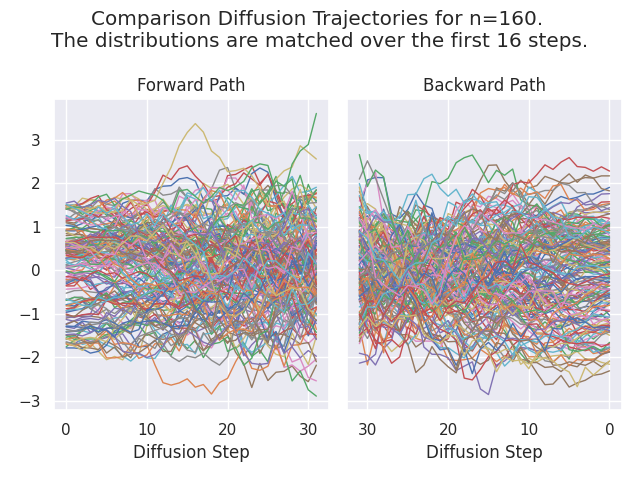 Comparison Diffusion Trajectories for n=160.
The distributions are matched over the first 16 steps.
Forward Path
Backward Path
3
2
1
0
−1
−2
−3
0 10 20 30
30 20 10 0
Diffusion Step
Diffusion Step